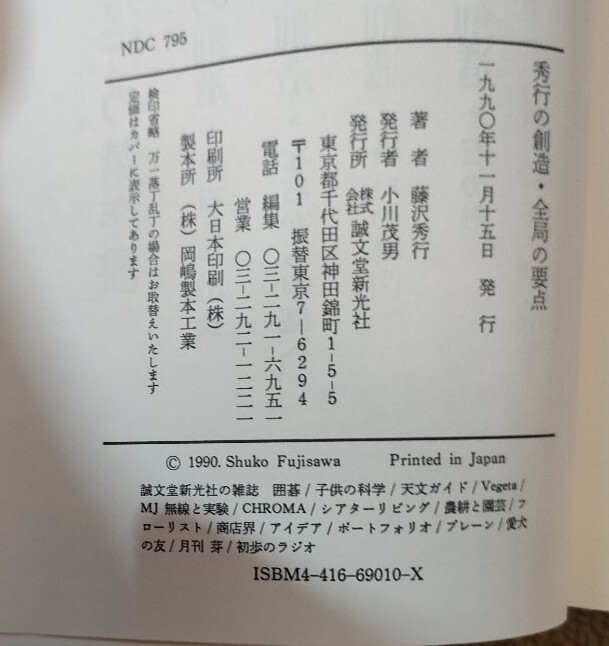 NDC 795
秀行の創造・全局の要点
一九九〇年十一月十五日 発行
著者 藤沢秀行
発行者 小川茂男
発行所 株式会社 誠文堂新光社
東京都千代田区神田錦町1-5-5
〒101 振替東京7-6294
電話 編集 〇三-二九一-六九五一
営業 〇三-二九二-一二二一
印刷所 大日本印刷(株)
製本所 (株)岡嶋製本工業
検印省略 万一落丁乱丁の場合はお取替えいたします
定価はカバーに表示してあります
© 1990. Shuko Fujisawa Printed in Japan
誠文堂新光社の雑誌 囲碁/子供の科学/天文ガイド/Vegeta/
MJ 無線と実験/CHROMA/シアターリビング/農耕と園芸/フ
ローリスト/商店界/アイデア/ポートフォリオ/ブレーン/愛犬
の友/月刊 芽/初歩のラジオ
ISBM4-416-69010-X